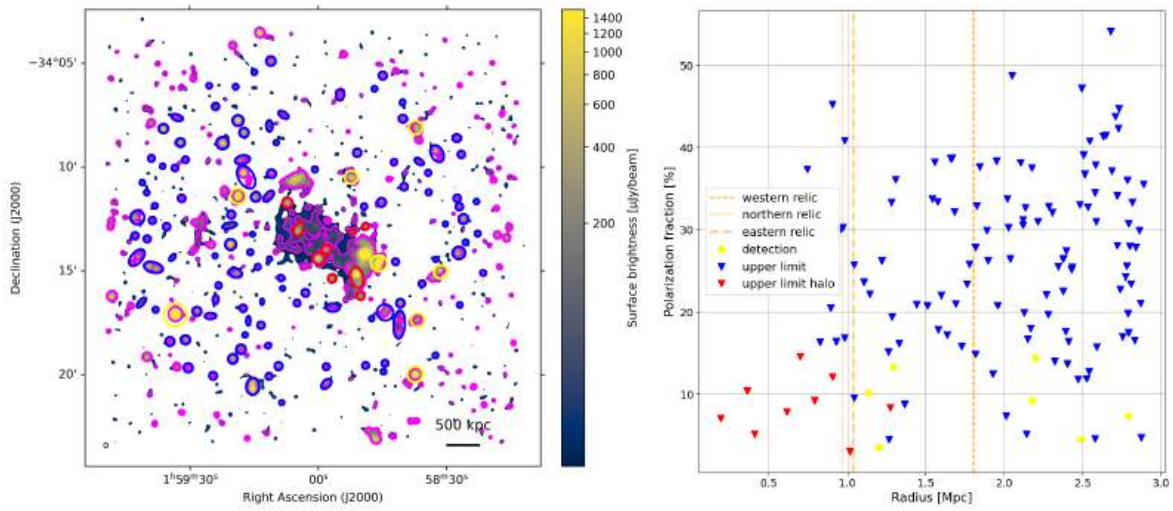 −34°05'
10'
15'
20'
Declination (J2000)
500 kpc
1ʰ59ᵐ30ˢ
00ˢ
58ᵐ30ˢ
Right Ascension (J2000)
1400
1200
1000
800
600
400
200
Surface brightness [uJy/beam]
50
40
30
20
10
Polarization fraction [%]
western relic
northern relic
eastern relic
detection
upper limit
upper limit halo
0.5
1.0
1.5
2.0
2.5
3.0
Radius [Mpc]